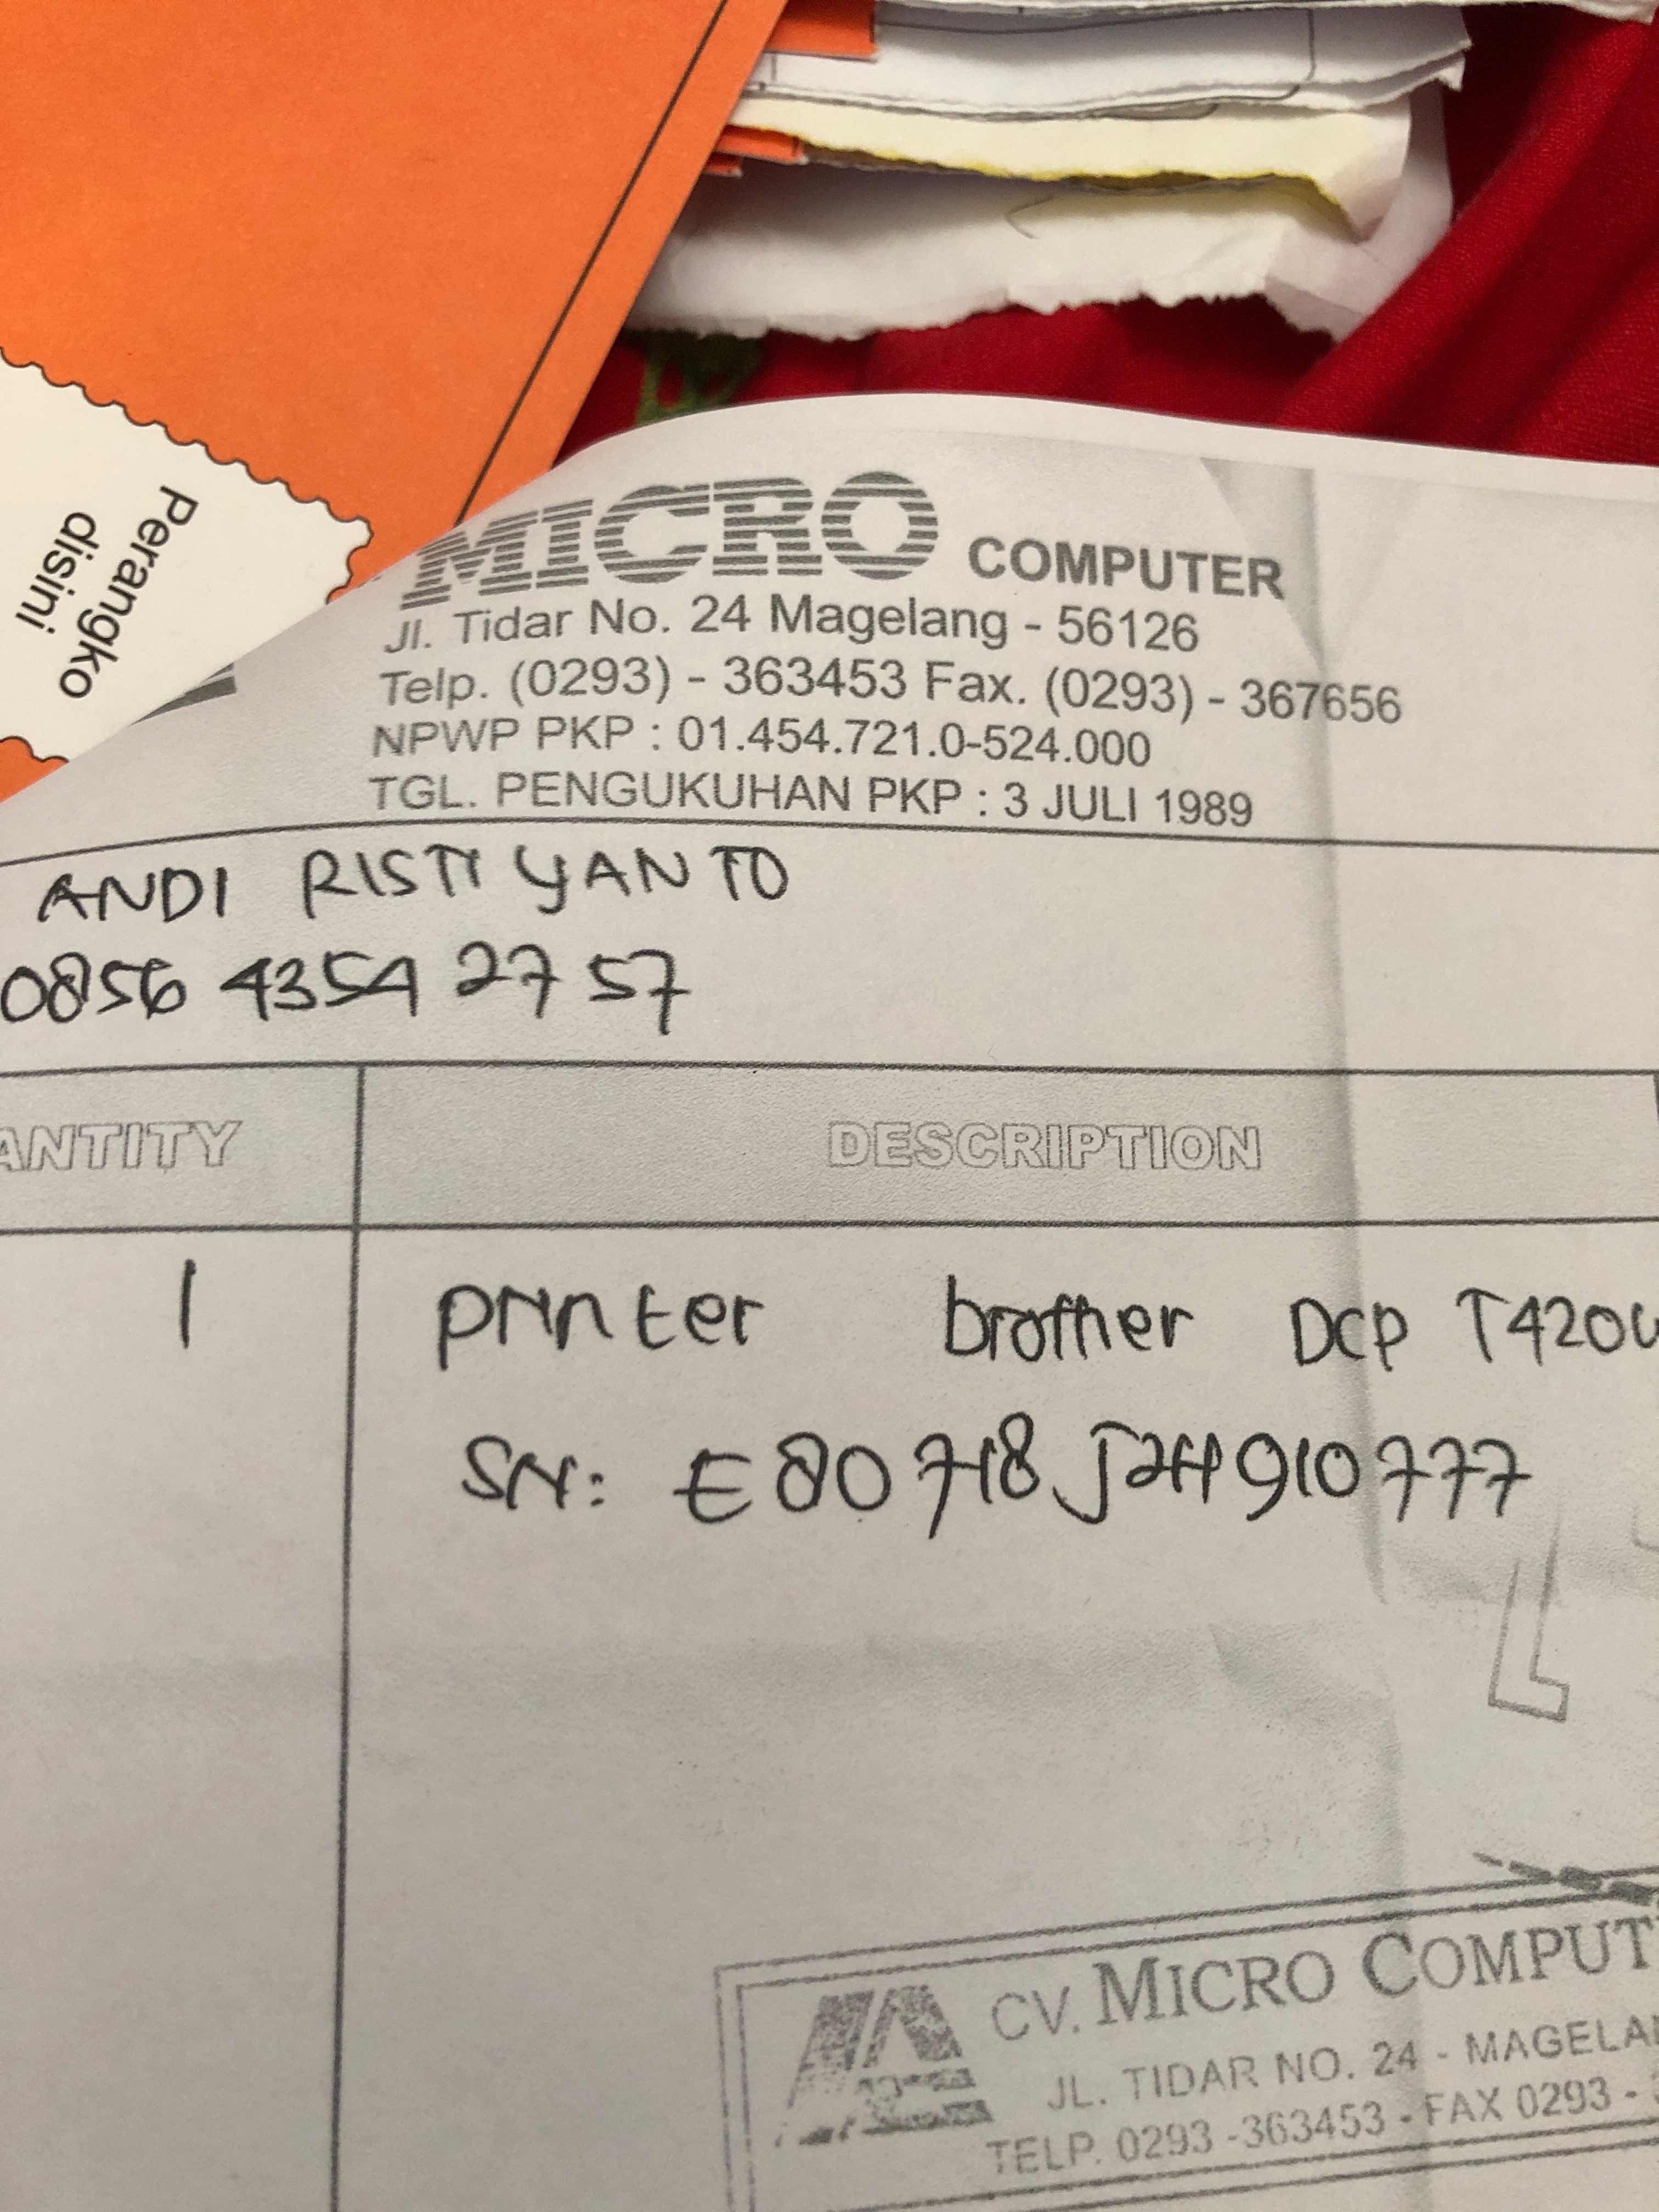 Perangko
disini
MICRO COMPUTER
Jl. Tidar No. 24 Magelang - 56126
Telp. (0293) - 363453 Fax. (0293) - 367656
NPWP PKP : 01.454.721.0-524.000
TGL. PENGUKUHAN PKP : 3 JULI 1989
ANDI RISTIYANTO
0856 4354 2757
ANTITY DESCRIPTION
1 printer brother DCP T420
SN:
CV. MICRO COMPUT
JL. TIDAR NO. 24 - MAGELA
TELP. 0293 -363453 - FAX 0293 -